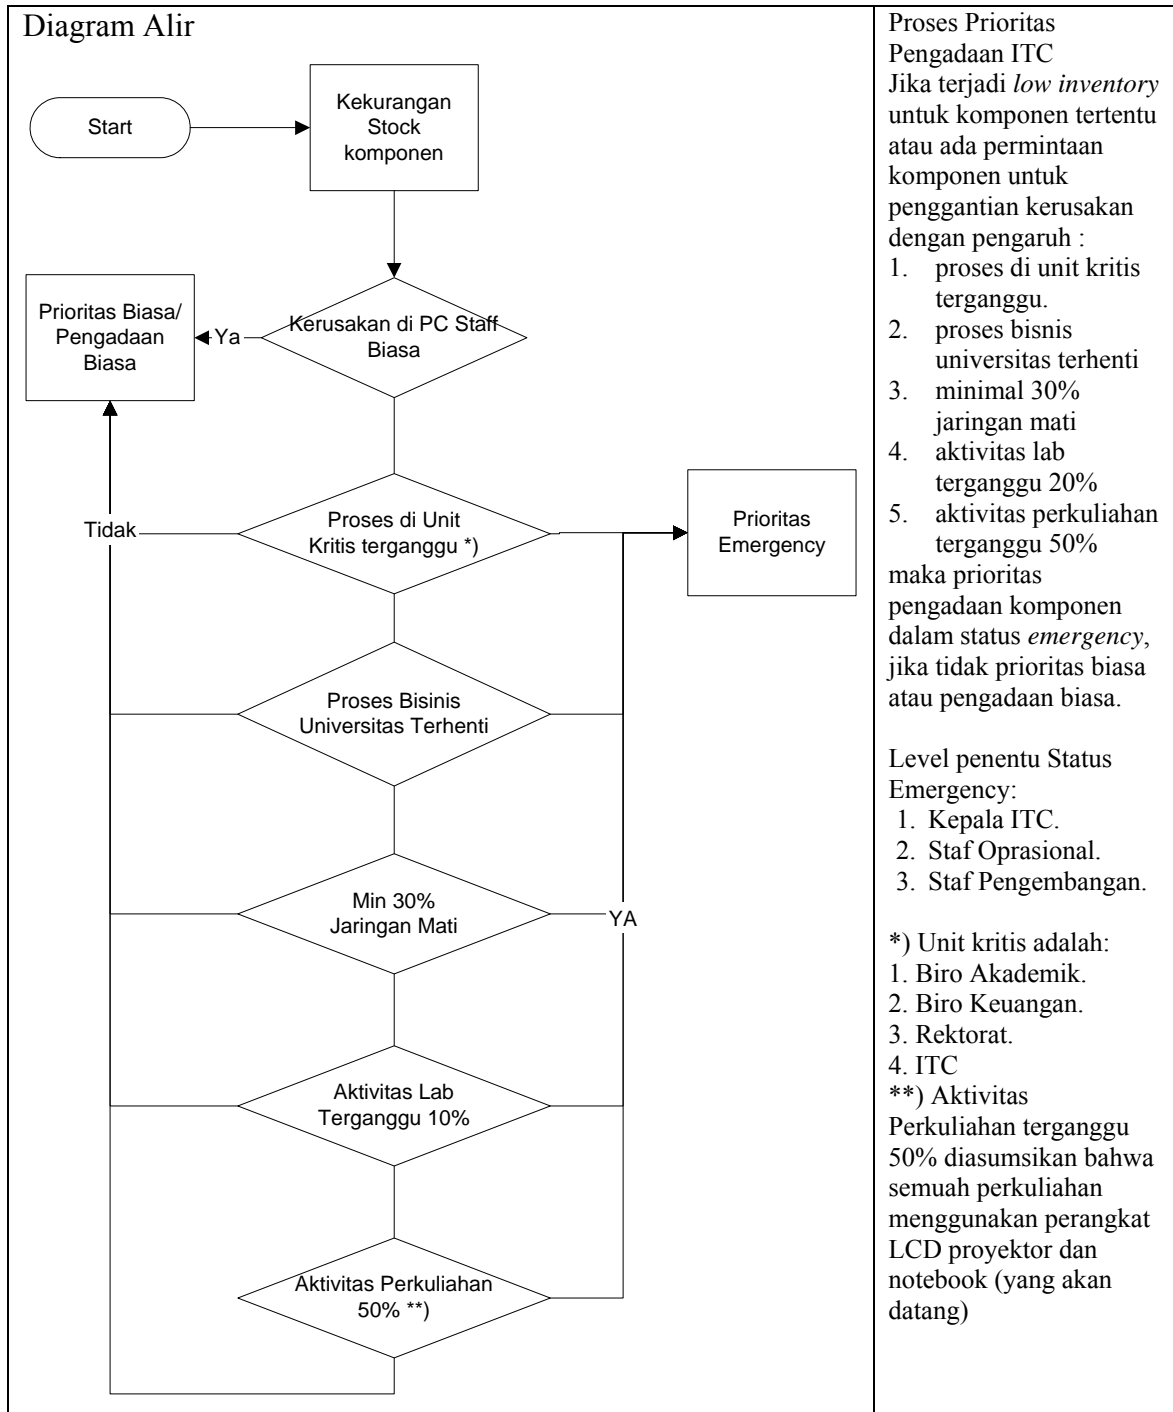 Diagram Alir
Start
Kekurangan
Stock
komponen
Prioritas Biasa/
Pengadaan
Biasa
Ya
Kerusakan di PC Staff
Biasa
Tidak
Proses di Unit
Kritis terganggu *)
Prioritas
Emergency
Proses Bisinis
Universitas Terhenti
Min 30%
Jaringan Mati
YA
Aktivitas Lab
Terganggu 10%
Aktivitas Perkuliahan
50% **)
Proses Prioritas
Pengadaan ITC
Jika terjadi low inventory
untuk komponen tertentu
atau ada permintaan
komponen untuk
penggantian kerusakan
dengan pengaruh :
1. proses di unit kritis
terganggu.
2. proses bisnis
universitas terhenti
3. minimal 30%
jaringan mati
4. aktivitas lab
terganggu 20%
5. aktivitas perkuliahan
terganggu 50%
maka prioritas
pengadaan komponen
dalam status emergency,
jika tidak prioritas biasa
atau pengadaan biasa.
Level penentu Status
Emergency:
1. Kepala ITC.
2. Staf Oprasional.
3. Staf Pengembangan.
*) Unit kritis adalah:
1. Biro Akademik.
2. Biro Keuangan.
3. Rektorat.
4. ITC
**) Aktivitas
Perkuliahan terganggu
50% diasumsikan bahwa
semuah perkuliahan
menggunakan perangkat
LCD proyektor dan
notebook (yang akan
datang)